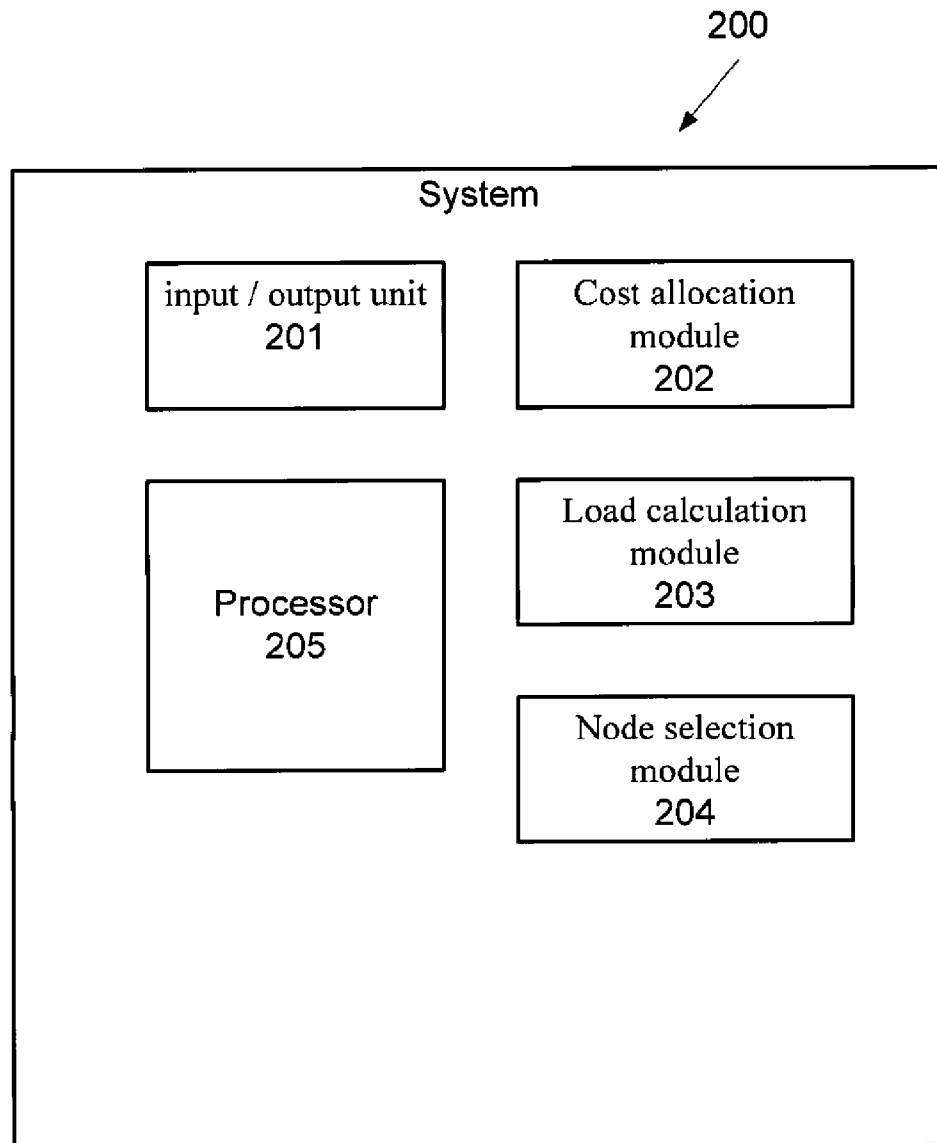 200
System
input / output unit
201
Cost allocation
module
202
Processor
205
Load calculation
module
203
Node selection
module
204